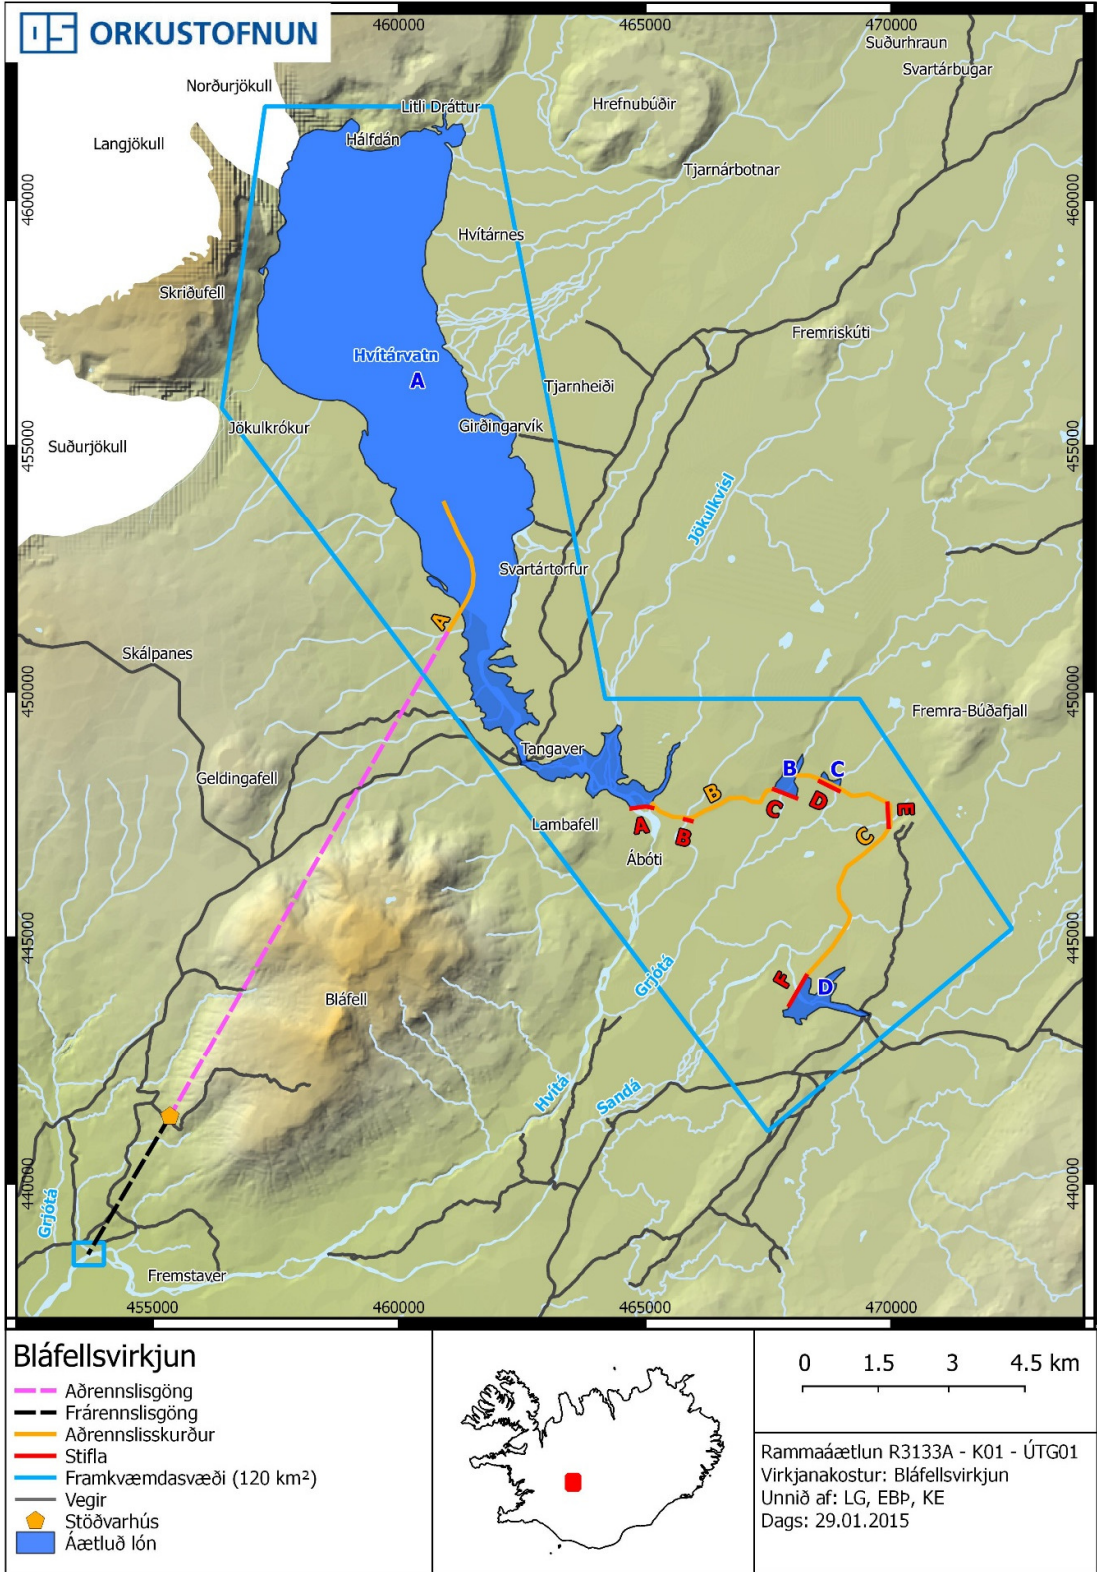 ORKUSTOFNUN
460000
465000
470000
Suðurhraun
Svartárbugar
Norðurjökull
Litli Dráttur
Hrefnubúðir
Langjökull
Hálfdán
Tjarnárbotnar
460000
460000
Hvítárnes
Skriðufell
Fremriskúti
Hvítárvatn
A
Tjarnheiði
Jökulkrókur
Girðingarvík
455000
455000
Suðurjökull
Jökulkvísl
Svartártorfur
A
Skálpanes
450000
450000
Fremra-Búðafjall
Tangaver
Geldingafell
B
C
B
C
D
E
Lambafell
A
B
C
Ábóti
445000
445000
Grjótá
F
D
Bláfell
Hvítá
Sandá
440000
440000
Grjótá
Fremstaver
455000
460000
465000
470000
Bláfellsvirkjun
Aðrennslisgöng
Frárennslisgöng
Aðrennslisskurður
Stifla
Framkvæmdasvæði (120 km²)
Vegir
Stöðvarhús
Áætluð lón
0
1.5
3
4.5 km
Rammaáætlun R3133A - K01 - ÚTG01
Virkjanakostur: Bláfellsvirkjun
Unnið af: LG, EBÞ, KE
Dags: 29.01.2015